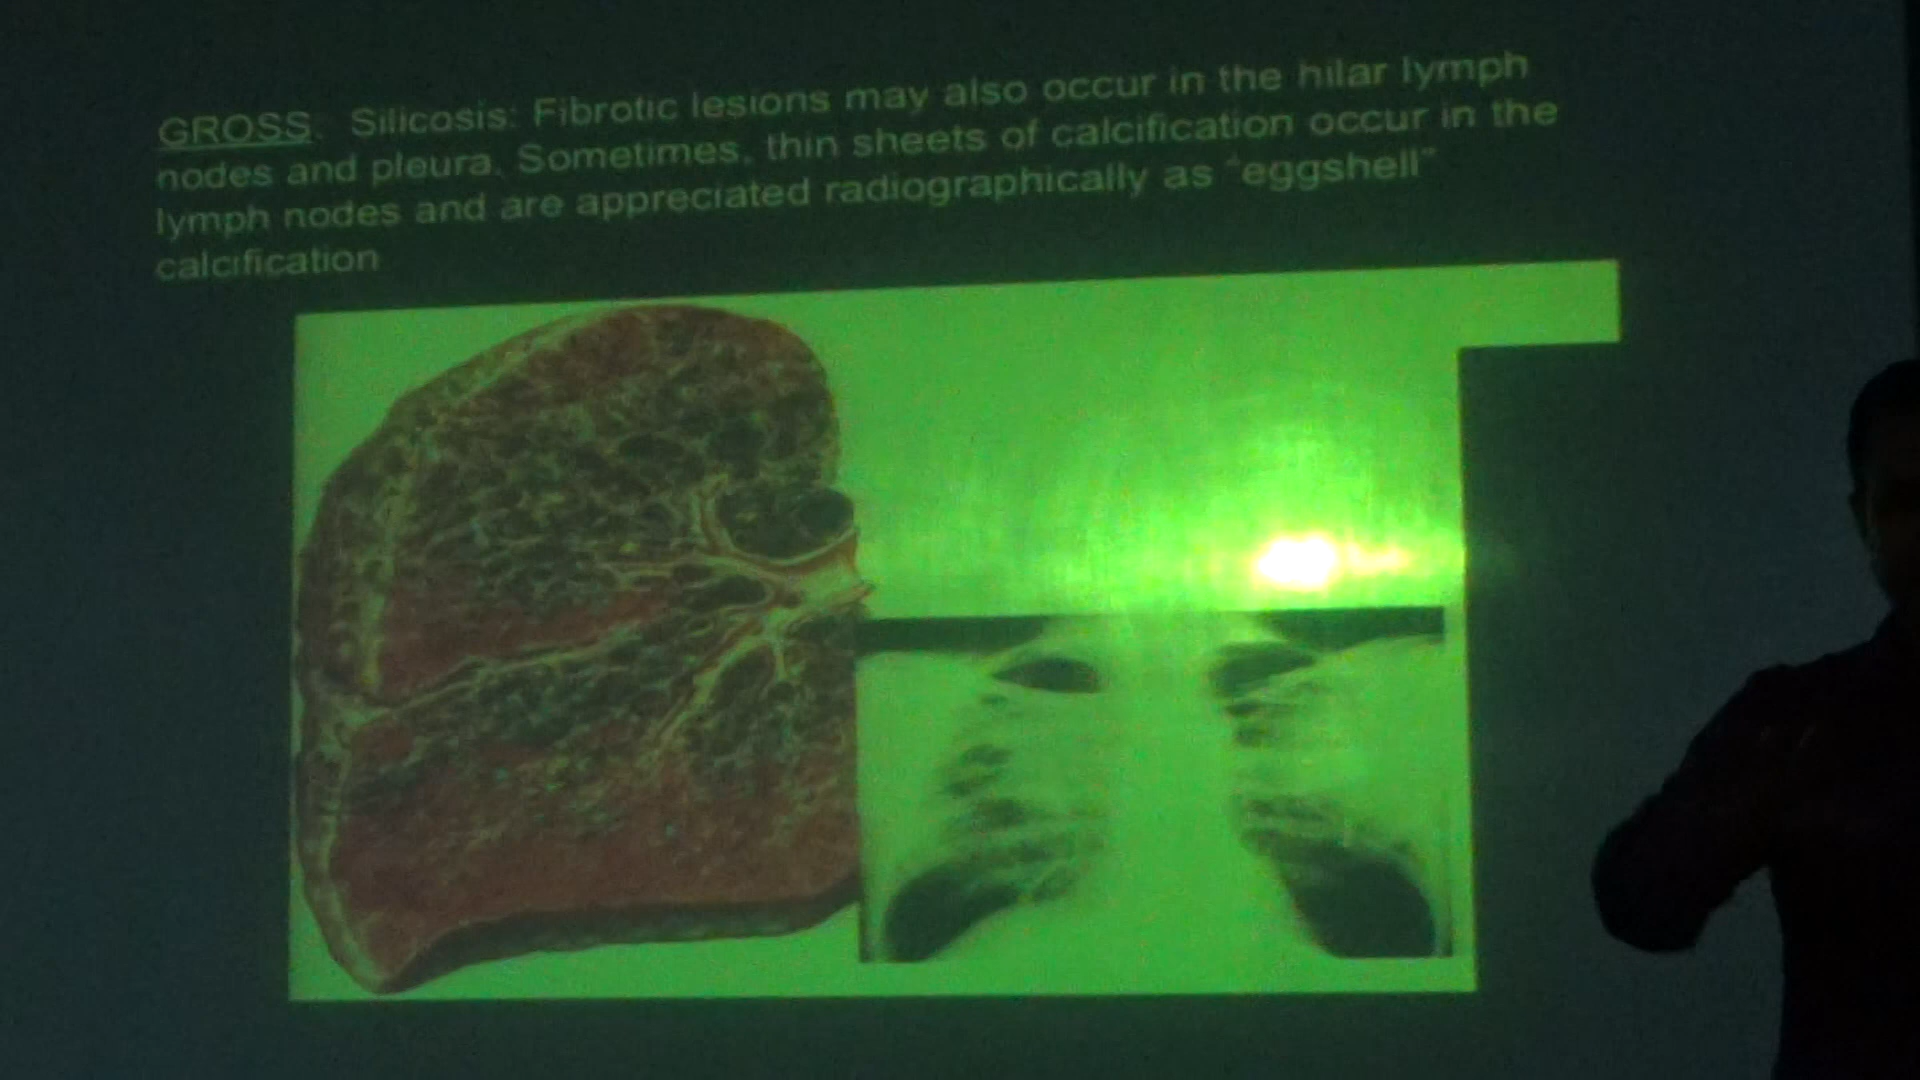 GROSS: Silicosis: Fibrotic lesions may also occur in the hilar lymph
nodes and pleura. Sometimes, thin sheets of calcification occur in the
lymph nodes and are appreciated radiographically as "eggshell"
calcification